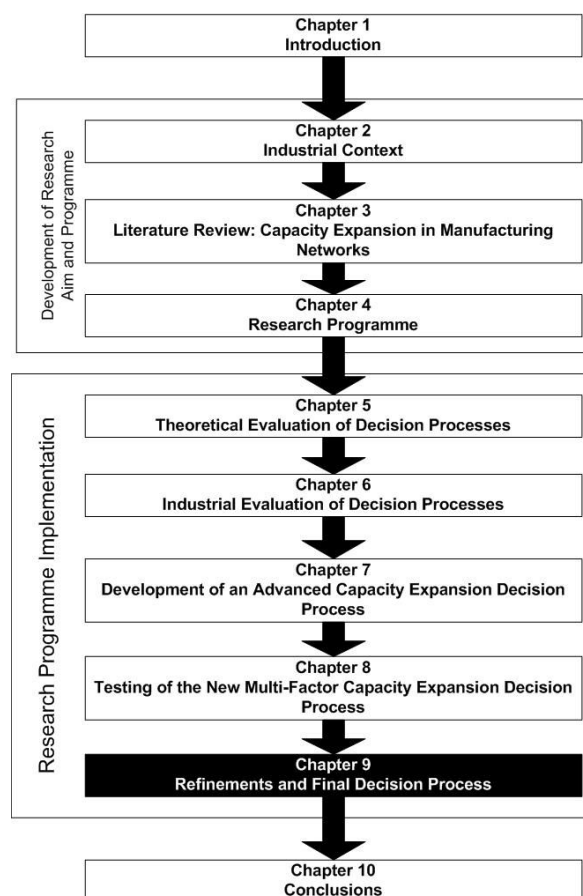 Chapter 1
Introduction
Development of Research
Aim and Programme
Chapter 2
Industrial Context
Chapter 3
Literature Review: Capacity Expansion in Manufacturing
Networks
Chapter 4
Research Programme
Research Programme Implementation
Chapter 5
Theoretical Evaluation of Decision Processes
Chapter 6
Industrial Evaluation of Decision Processes
Chapter 7
Development of an Advanced Capacity Expansion Decision
Process
Chapter 8
Testing of the New Multi-Factor Capacity Expansion Decision
Process
Chapter 9
Refinements and Final Decision Process
Chapter 10
Conclusions